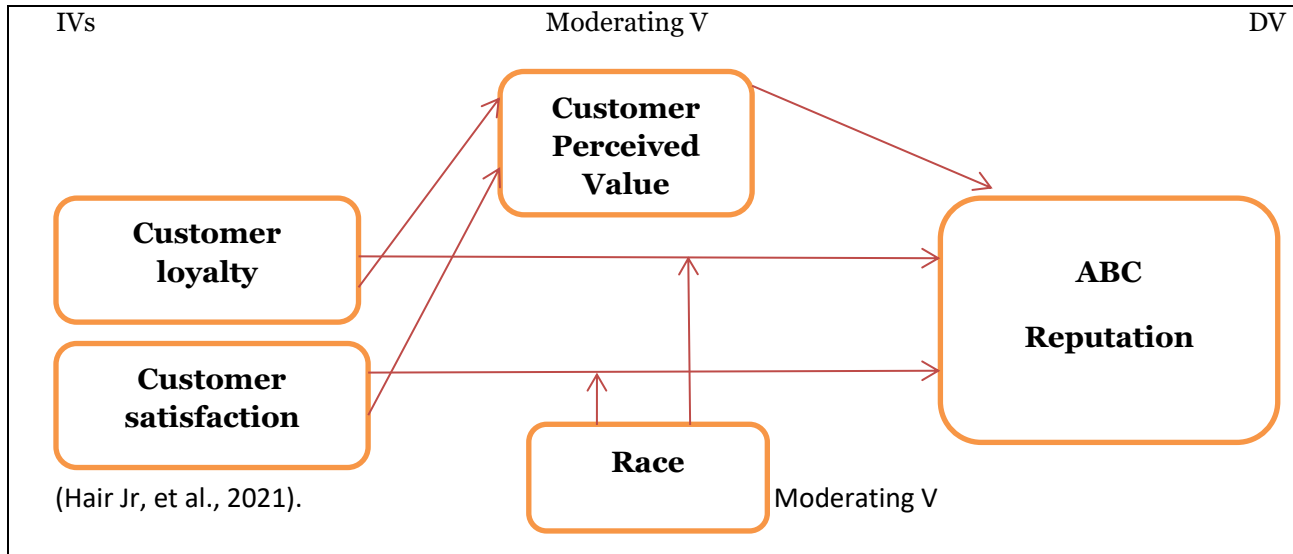 IVs Moderating V DV
Customer
Perceived
Value
Customer
loyalty
ABC
Reputation
Customer
satisfaction
Race
(Hair Jr, et al., 2021). Moderating V